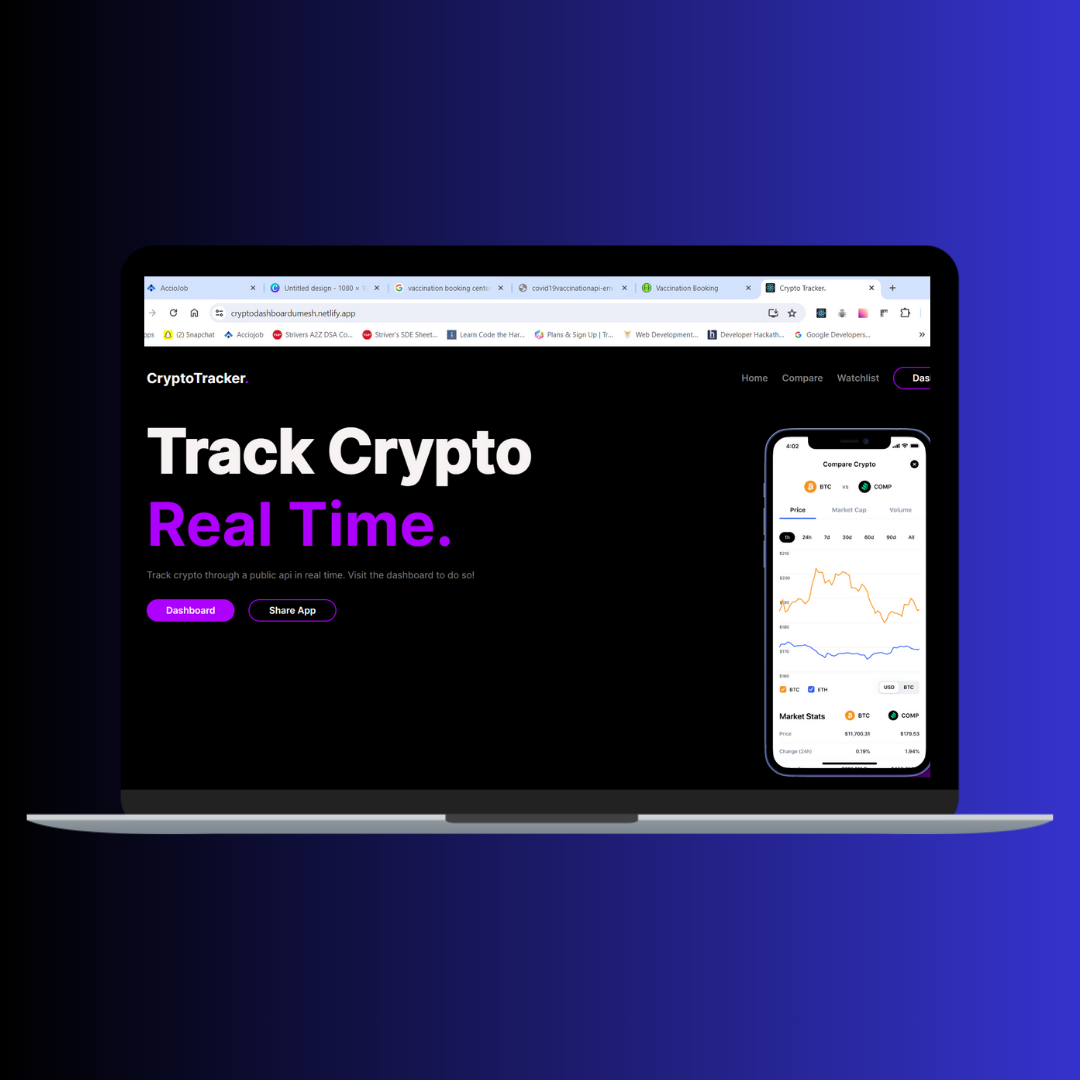 AccioJob
Untitled design - 1080 ×
vaccination booking cente
covid19vaccinationapi-env
Vaccination Booking
Crypto Tracker.
cryptodashboardumesh.netlify.app
(2) Snapchat
Acciojob
Strivers A2Z DSA Co...
Striver's SDE Sheet...
Learn Code the Har...
Plans & Sign Up | Tr...
Web Development...
Developer Hackath...
Google Developers...
»
CryptoTracker.
Home
Compare
Watchlist
Das
Track Crypto
Real Time.
Track crypto through a public api in real time. Visit the dashboard to do so!
Dashboard
Share App
4:02
Compare Crypto
BTC vs COMP
Price
Market Cap
Volume
1h 24h 7d 30d 60d 90d All
$210
$200
$180
$170
$160
BTC
ETH
USD BTC
Market Stats BTC COMP
Price $11,700.31 $179.53
Change (24h) 0.19% 1.94%